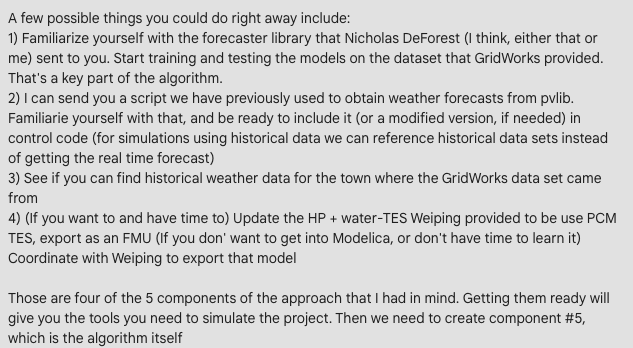 A few possible things you could do right away include:
1) Familiarize yourself with the forecaster library that Nicholas DeForest (I think, either that or
me) sent to you. Start training and testing the models on the dataset that GridWorks provided.
That's a key part of the algorithm.
2) I can send you a script we have previously used to obtain weather forecasts from pvlib.
Familiarie yourself with that, and be ready to include it (or a modified version, if needed) in
control code (for simulations using historical data we can reference historical data sets instead
of getting the real time forecast)
3) See if you can find historical weather data for the town where the GridWorks data set came
from
4) (If you want to and have time to) Update the HP + water-TES Weiping provided to be use PCM
TES, export as an FMU (If you don' want to get into Modelica, or don't have time to learn it)
Coordinate with Weiping to export that model

Those are four of the 5 components of the approach that I had in mind. Getting them ready will
give you the tools you need to simulate the project. Then we need to create component #5,
which is the algorithm itself